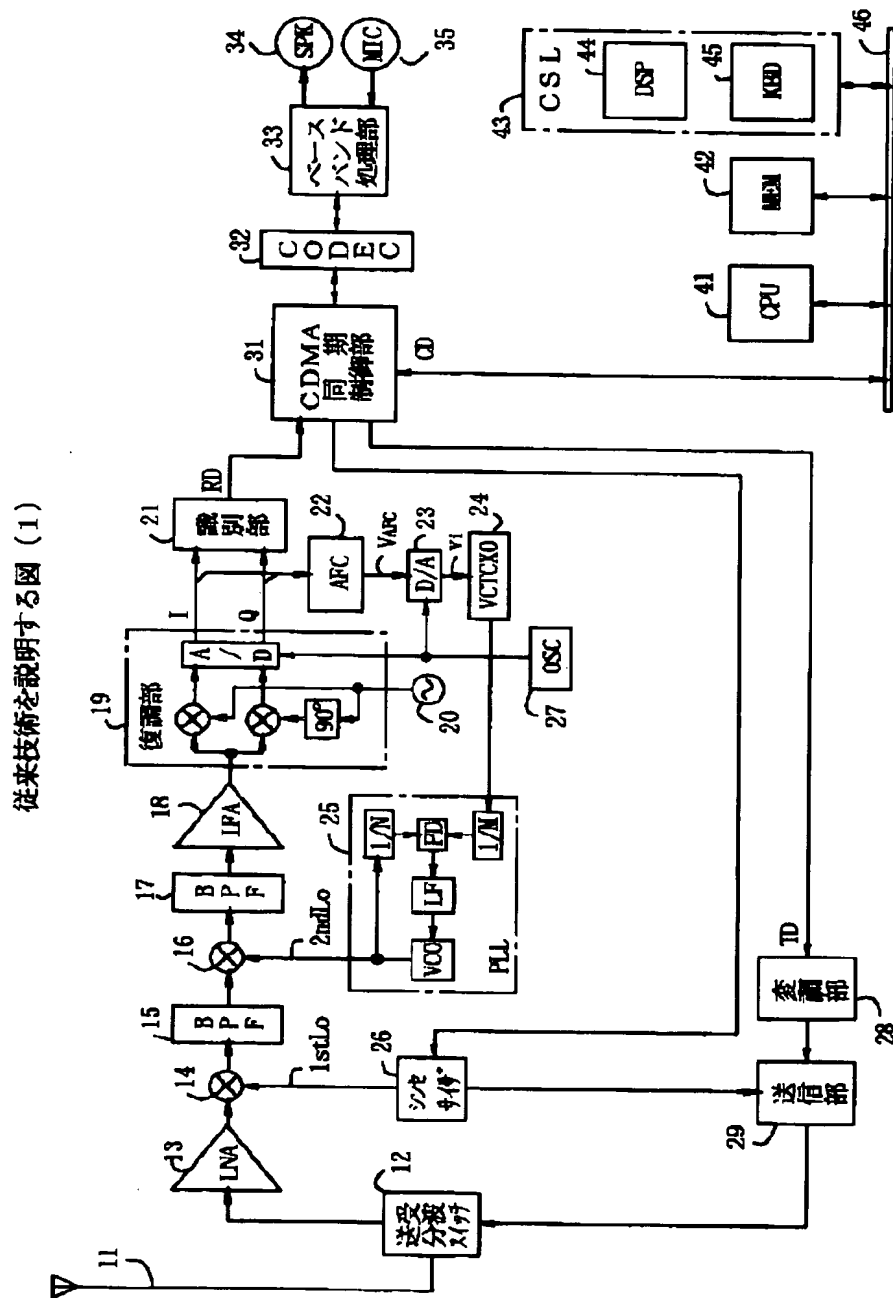 従来技術を説明する図 (1)
11
12
送受
分波
スイッチ
13
LNA
14
1stLo
15
BPF
16
2ndLo
17
BPF
18
IFA
19
復調部
A/D
90°
20
I
Q
21
識別部
RD
22
AFC
VAFC
23
D/A
V1
24
VCTCXO
25
1/N
PD
1/M
LF
VCO
PLL
26
シンセ
サイザ
27
OSC
28
変調部
TD
29
送信部
31
CDMA
同期
制御部
CD
32
CODEC
33
ベース
バンド
処理部
34
SPK
35
MIC
41
CPU
42
MEM
43
CSL
44
DSP
45
KBD
46